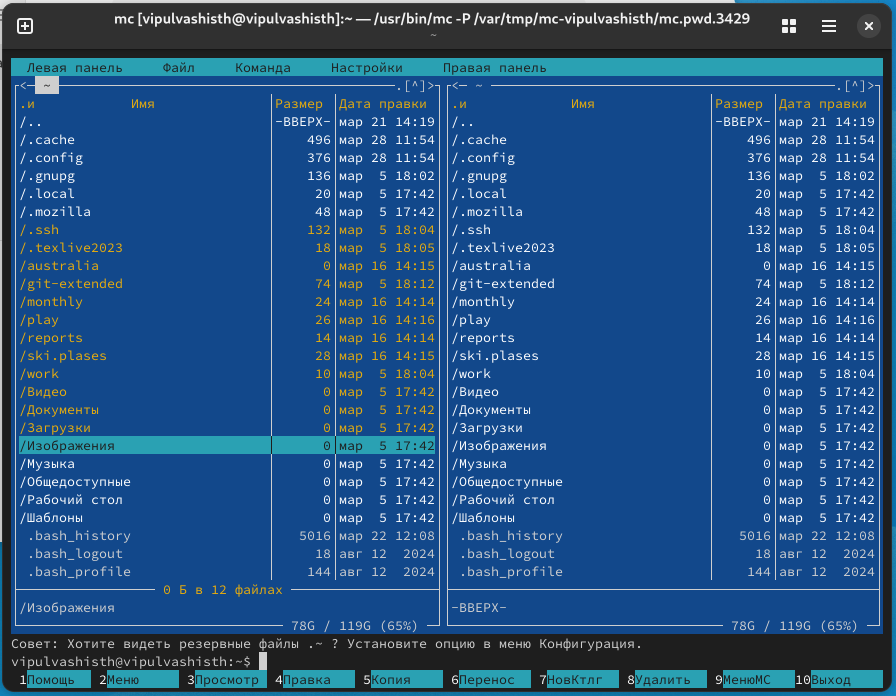 mc [vipulvashisth@vipulvashisth]:~ — /usr/bin/mc -P /var/tmp/mc-vipulvashisth/mc.pwd.3429
~
Левая панель Файл Команда Настройки Правая панель
<─ ~ .[^]> <─ ~ .[^]>
.и Имя Размер Дата правки .и Имя Размер Дата правки
/.. -ВВЕРХ- мар 21 14:19 /.. -ВВЕРХ- мар 21 14:19
/.cache 496 мар 28 11:54 /.cache 496 мар 28 11:54
/.config 376 мар 28 11:54 /.config 376 мар 28 11:54
/.gnupg 136 мар 5 18:02 /.gnupg 136 мар 5 18:02
/.local 20 мар 5 17:42 /.local 20 мар 5 17:42
/.mozilla 48 мар 5 17:42 /.mozilla 48 мар 5 17:42
/.ssh 132 мар 5 18:04 /.ssh 132 мар 5 18:04
/.texlive2023 18 мар 5 18:05 /.texlive2023 18 мар 5 18:05
/australia 0 мар 16 14:15 /australia 0 мар 16 14:15
/git-extended 74 мар 5 18:12 /git-extended 74 мар 5 18:12
/monthly 24 мар 16 14:14 /monthly 24 мар 16 14:14
/play 26 мар 16 14:16 /play 26 мар 16 14:16
/reports 14 мар 16 14:14 /reports 14 мар 16 14:14
/ski.plases 28 мар 16 14:15 /ski.plases 28 мар 16 14:15
/work 10 мар 5 18:04 /work 10 мар 5 18:04
/Видео 0 мар 5 17:42 /Видео 0 мар 5 17:42
/Документы 0 мар 5 17:42 /Документы 0 мар 5 17:42
/Загрузки 0 мар 5 17:42 /Загрузки 0 мар 5 17:42
/Изображения 0 мар 5 17:42 /Изображения 0 мар 5 17:42
/Музыка 0 мар 5 17:42 /Музыка 0 мар 5 17:42
/Общедоступные 0 мар 5 17:42 /Общедоступные 0 мар 5 17:42
/Рабочий стол 0 мар 5 17:42 /Рабочий стол 0 мар 5 17:42
/Шаблоны 0 мар 5 17:42 /Шаблоны 0 мар 5 17:42
.bash_history 5016 мар 22 12:08 .bash_history 5016 мар 22 12:08
.bash_logout 18 авг 12 2024 .bash_logout 18 авг 12 2024
.bash_profile 144 авг 12 2024 .bash_profile 144 авг 12 2024
0 Б в 12 файлах
/Изображения -ВВЕРХ-
78G / 119G (65%) 78G / 119G (65%)
Совет: Хотите видеть резервные файлы .~ ? Установите опцию в меню Конфигурация.
vipulvashisth@vipulvashisth:~$
1Помощь 2Меню 3Просмотр 4Правка 5Копия 6Перенос 7НовКтлг 8Удалить 9МенюМС 10Выход